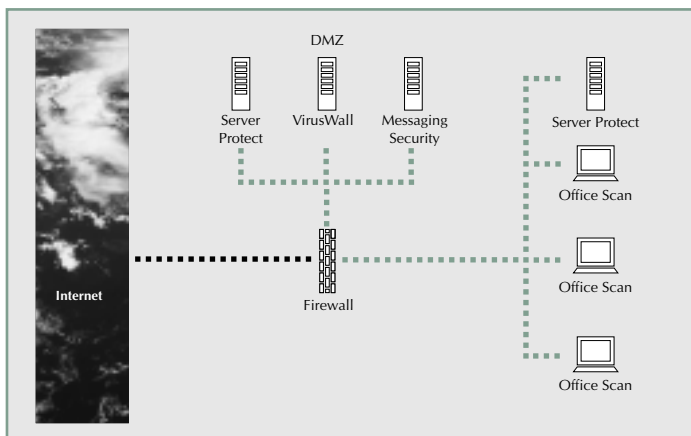 DMZ
Server
Protect
VirusWall
Messaging
Security
Server Protect
Office Scan
Internet
Office Scan
Firewall
Office Scan